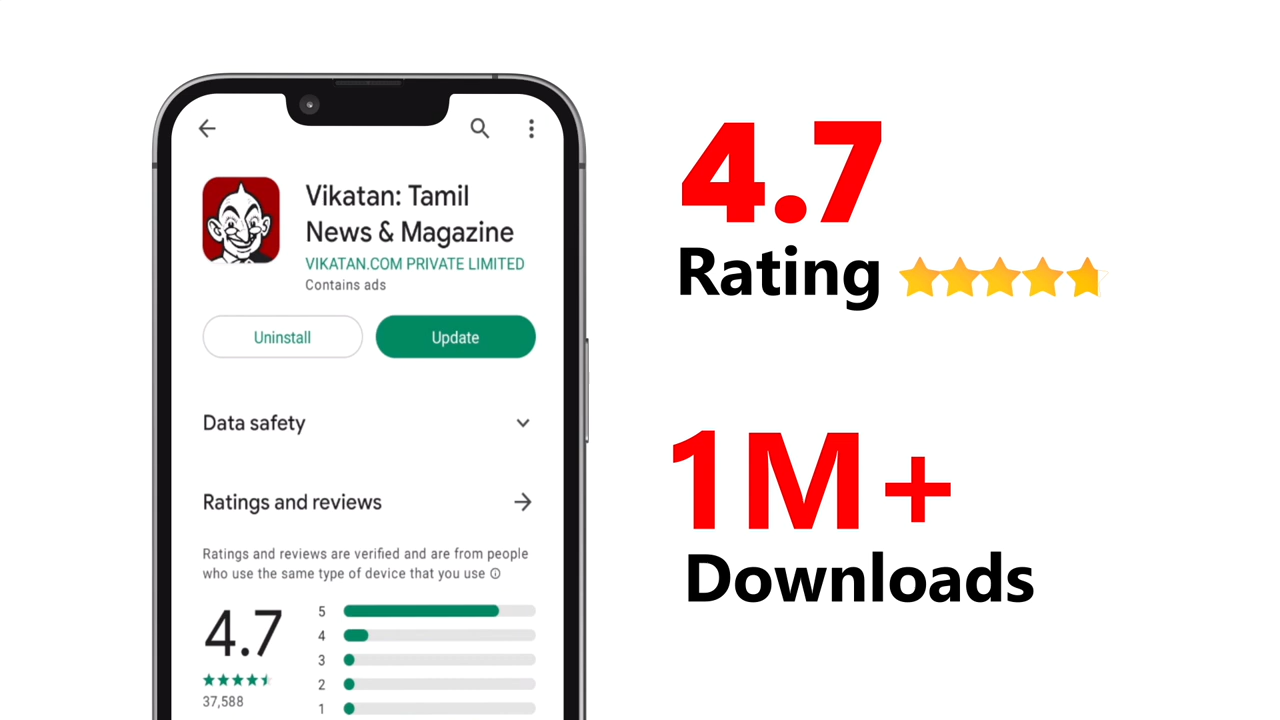 Vikatan: Tamil
News & Magazine
VIKATAN.COM PRIVATE LIMITED
Contains ads
Uninstall
Update
Data safety
Ratings and reviews
Ratings and reviews are verified and are from people
who use the same type of device that you use
4.7
37,588
5
4
3
2
1
4.7
Rating
1M+
Downloads